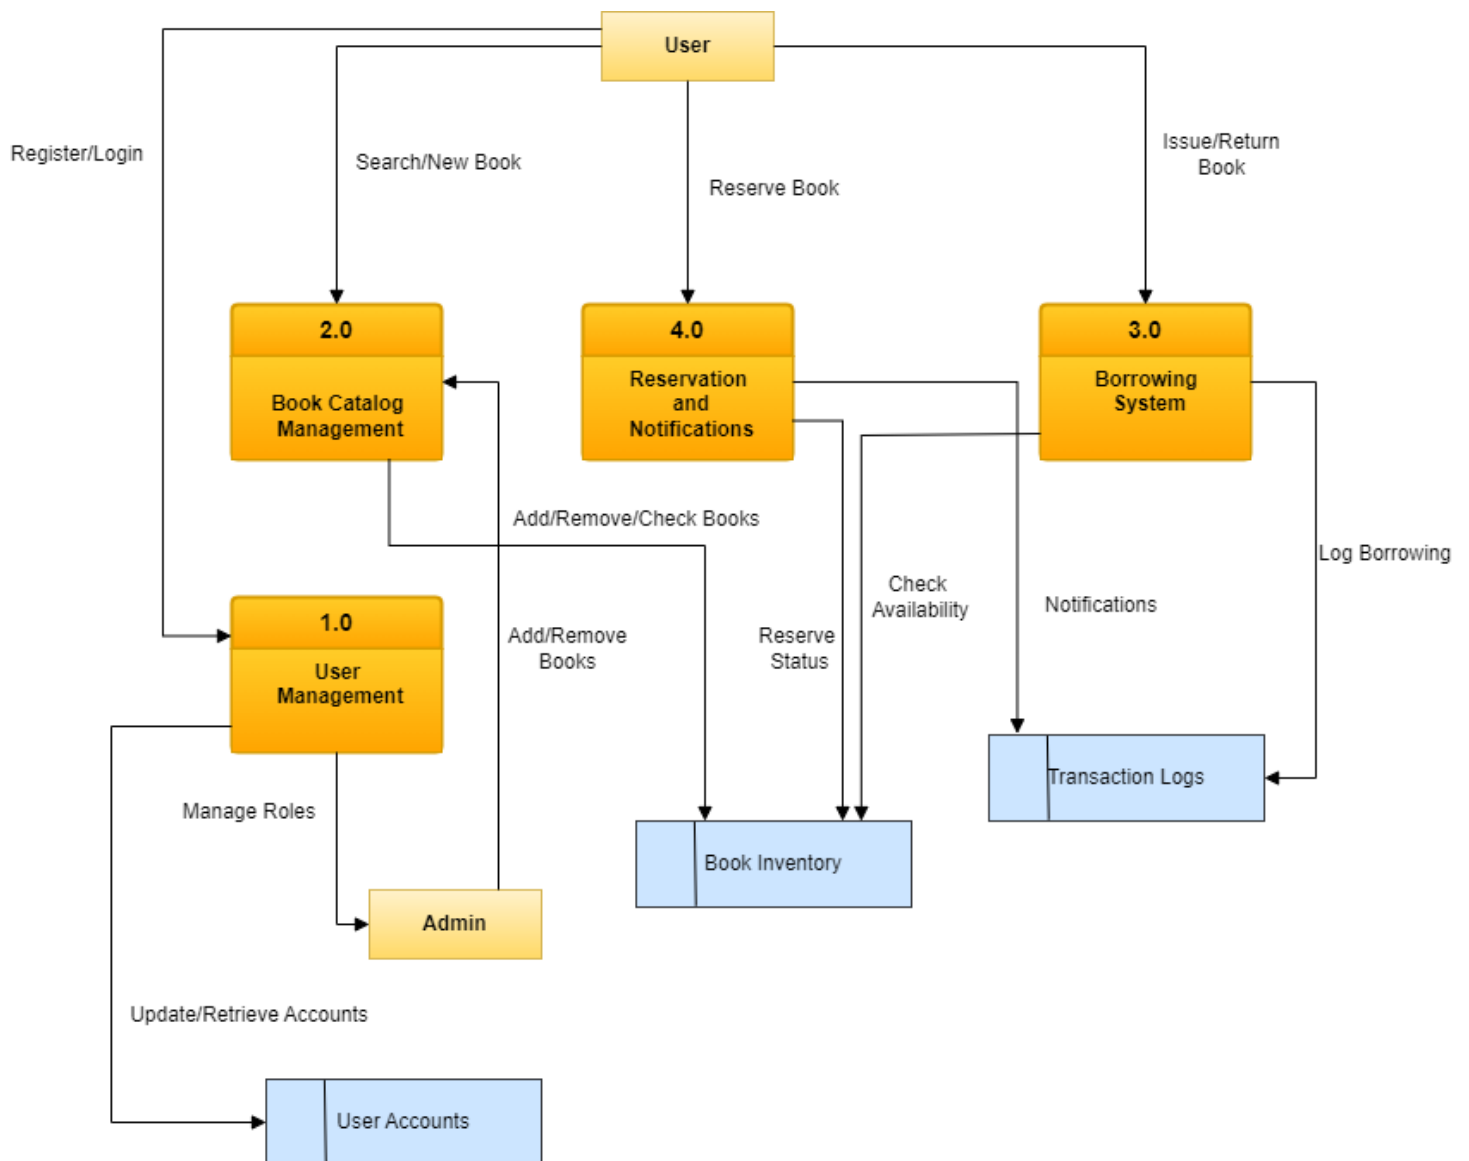 User
Register/Login
Search/New Book
Reserve Book
Issue/Return
Book
2.0
Book Catalog
Management
4.0
Reservation
and
Notifications
3.0
Borrowing
System
Add/Remove/Check Books
Log Borrowing
Check
Availability
Notifications
1.0
User
Management
Add/Remove
Books
Reserve
Status
Transaction Logs
Manage Roles
Book Inventory
Admin
Update/Retrieve Accounts
User Accounts